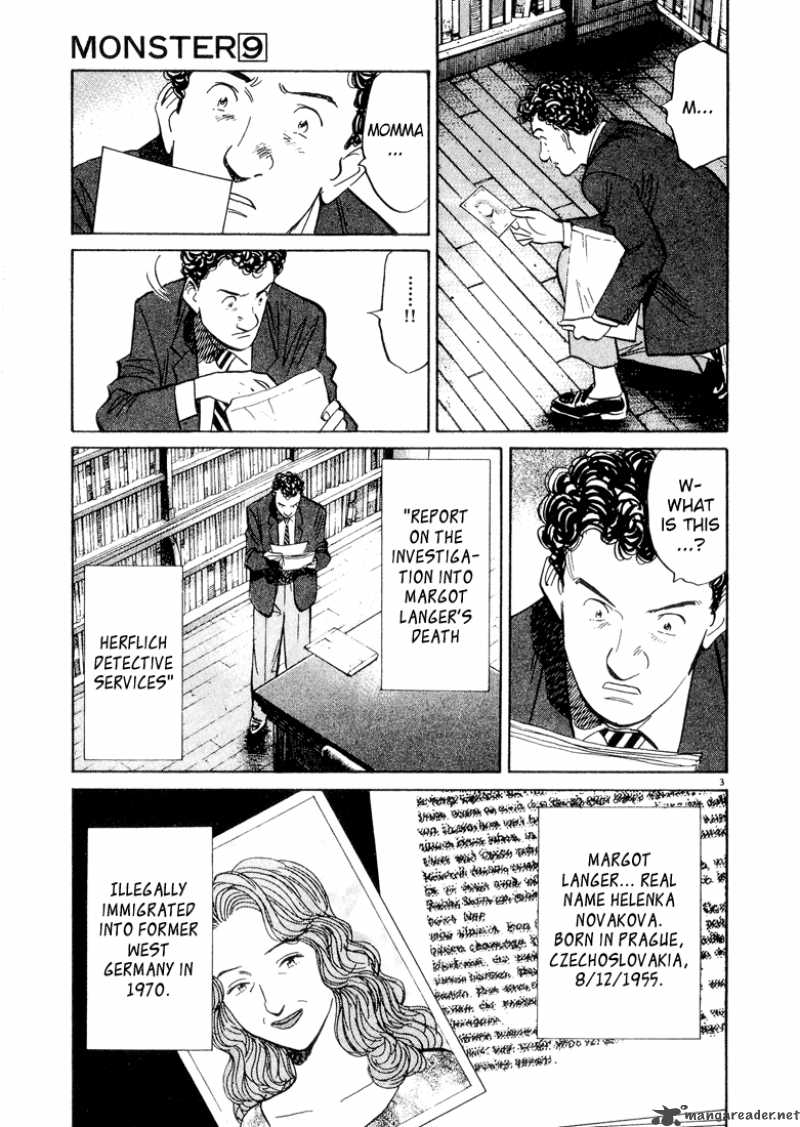 MONSTER 9
M...
MOMMA
...
........
!!
W-
WHAT
IS THIS
...?
"REPORT
ON THE
INVESTIGA-
TION INTO
MARGOT
LANGER'S
DEATH
HERFLICH
DETECTIVE
SERVICES"
3
MARGOT
LANGER... REAL
NAME HELENKA
NOVAKOVA.
BORN IN PRAGUE,
CZECHOSLOVAKIA,
8/12/1955.
ILLEGALLY
IMMIGRATED
INTO FORMER
WEST
GERMANY IN
1970.
mangareader.net